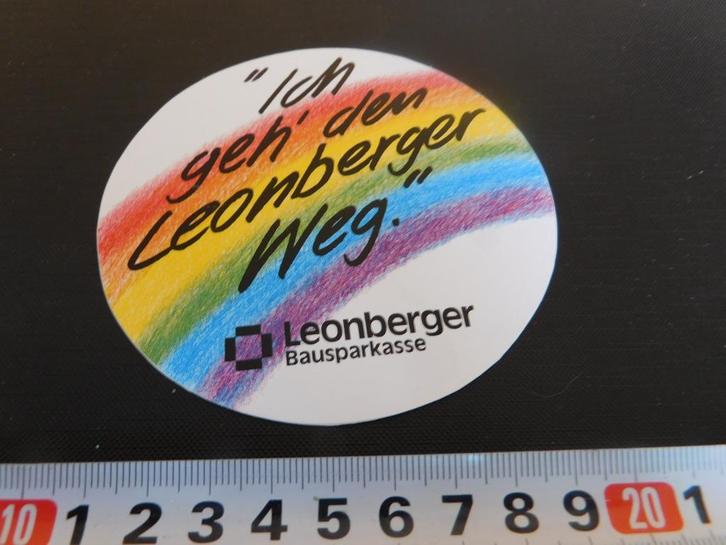 "Ich
geh' den
Leonberger
Weg."
Leonberger
Bausparkasse
10 1 2 3 4 5 6 7 8 9 20 1